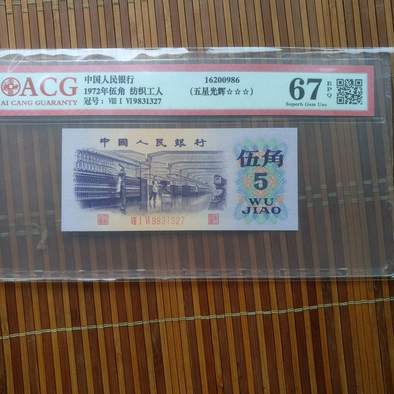 ACG
AI CANG GUARANTY
中国人民银行
1972年伍角 纺织工人
冠号: Ⅷ Ⅰ Ⅵ9831327
16200986
(五星光辉☆☆☆)
67 EPQ
Superb Gem Unc
中国人民银行
伍角
5
WU
JIAO
Ⅷ Ⅰ Ⅵ 9831327